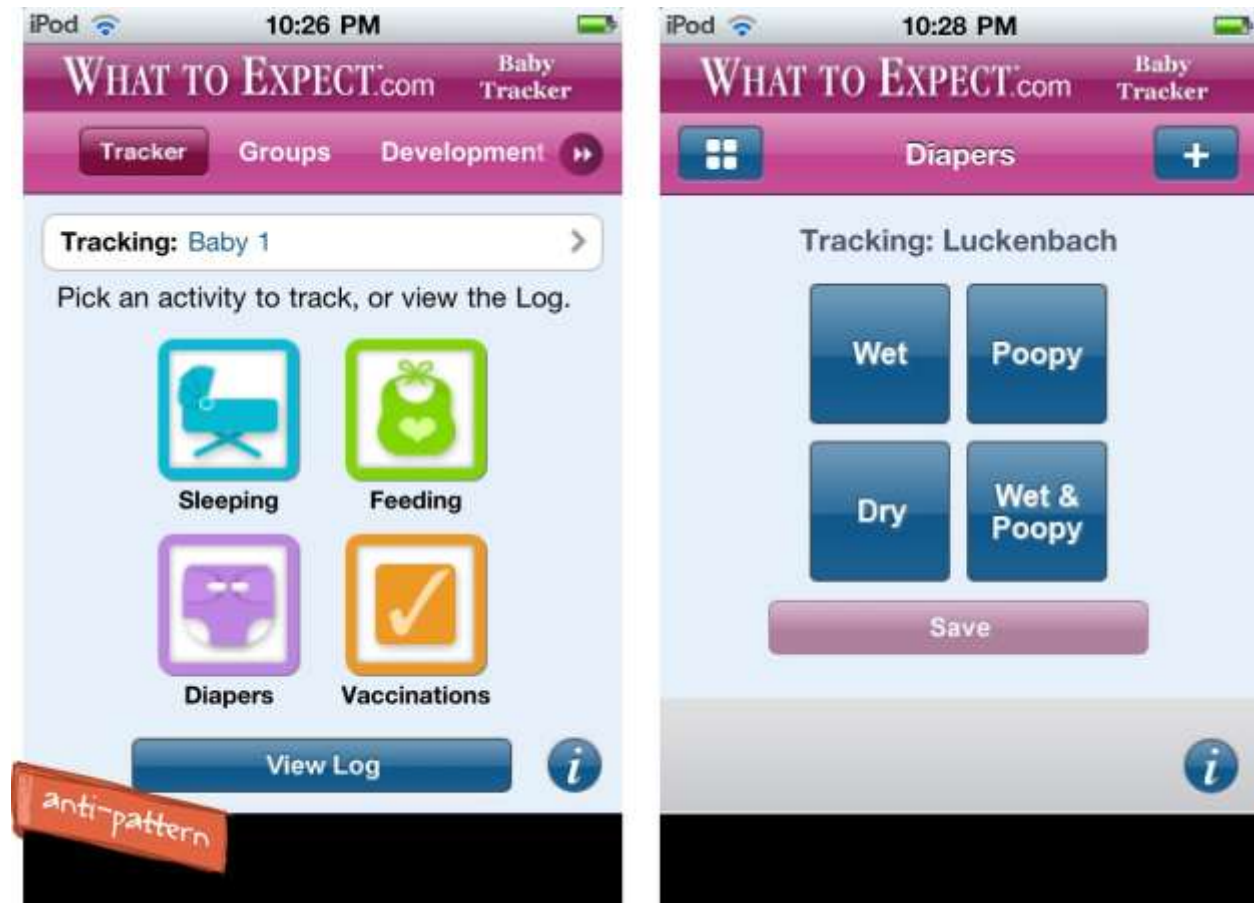 iPod 10:26 PM
WHAT TO EXPECT.com Baby Tracker
Tracker Groups Development
Tracking: Baby 1
Pick an activity to track, or view the Log.
Sleeping Feeding
Diapers Vaccinations
View Log i
anti-pattern
iPod 10:28 PM
WHAT TO EXPECT.com Baby Tracker
Diapers +
Tracking: Luckenbach
Wet Poopy
Dry Wet & Poopy
Save
i